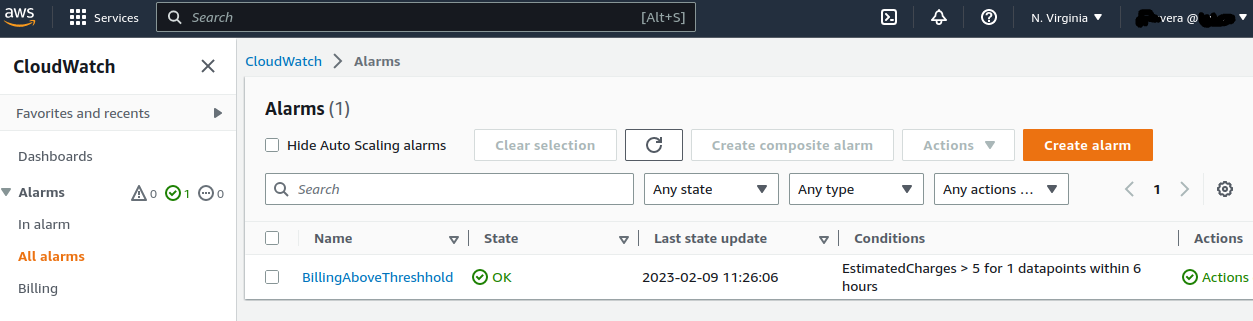 aws Services Search [Alt+S] N. Virginia vera @
CloudWatch
Favorites and recents
Dashboards
Alarms 0 1 0
In alarm
All alarms
Billing
CloudWatch Alarms
Alarms (1)
Hide Auto Scaling alarms Clear selection Create composite alarm Actions Create alarm
Search Any state Any type Any actions ... 1
Name State Last state update Conditions Actions
BillingAboveThreshhold OK 2023-02-09 11:26:06 EstimatedCharges > 5 for 1 datapoints within 6
hours Actions